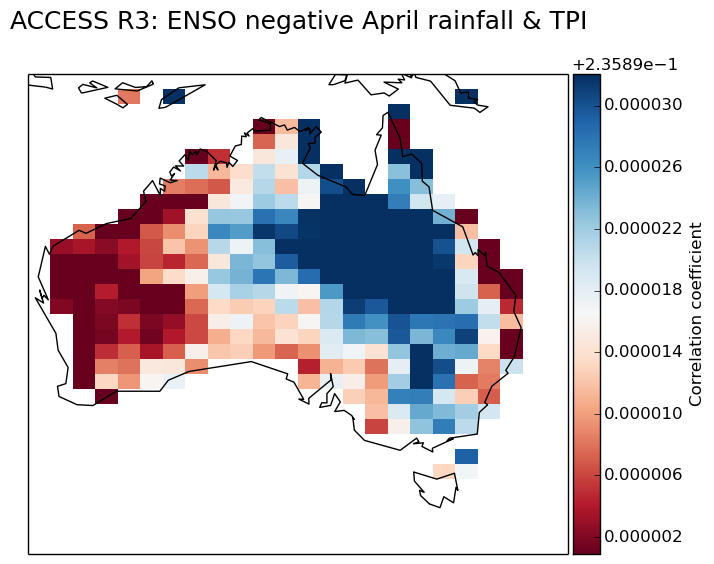 ACCESS R3: ENSO negative April rainfall & TPI
+2.3589e−1
0.000030
0.000026
0.000022
0.000018
0.000014
0.000010
0.000006
0.000002
Correlation coefficient